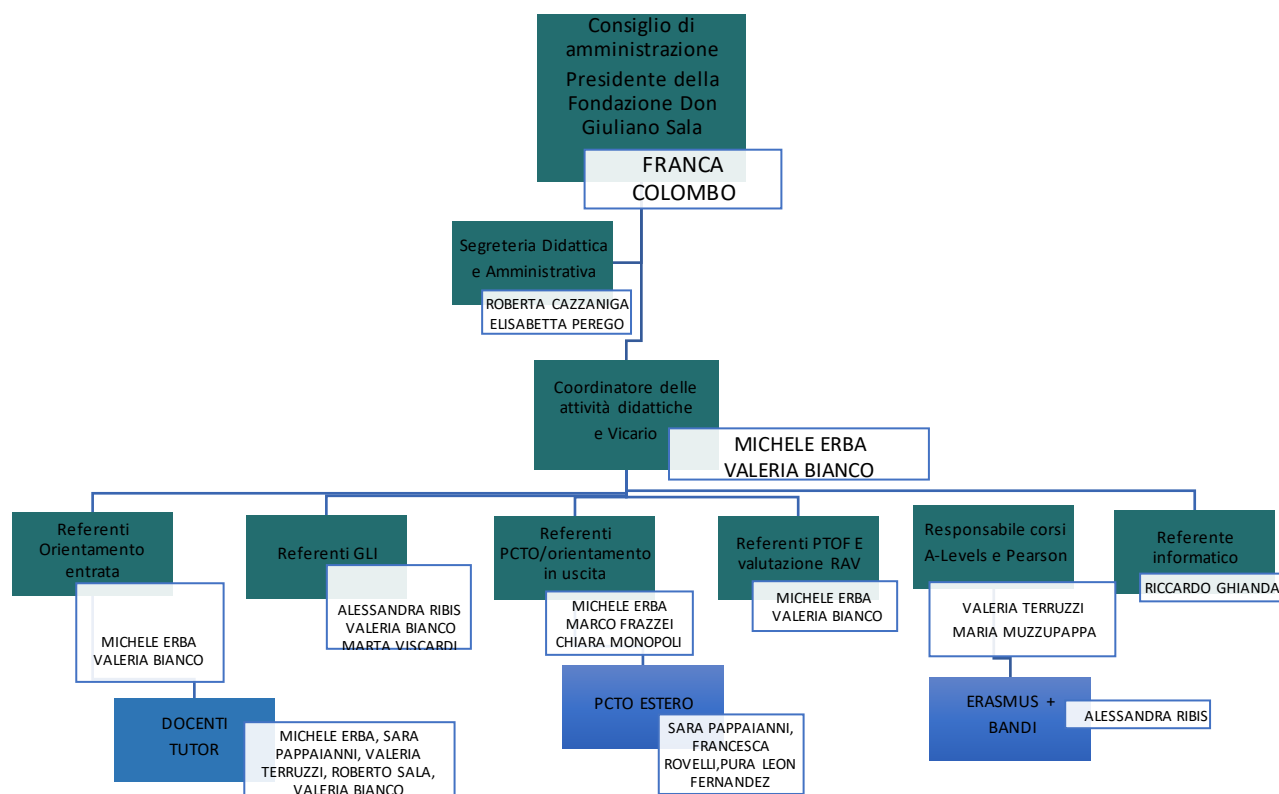 Consiglio di
amministrazione
Presidente della
Fondazione Don
Giuliano Sala
FRANCA
COLOMBO
Segreteria Didattica
e Amministrativa
ROBERTA CAZZANIGA
ELISABETTA PEREGO
Coordinatore delle
attività didattiche
e Vicario
MICHELE ERBA
VALERIA BIANCO
Referenti
Orientamento
entrata
MICHELE ERBA
VALERIA BIANCO
Referenti GLI
ALESSANDRA RIBIS
VALERIA BIANCO
MARTA VISCARDI
Referenti
PCTO/orientamento
in uscita
MICHELE ERBA
MARCO FRAZZEI
CHIARA MONOPOLI
Referenti PTOF E
valutazione RAV
MICHELE ERBA
VALERIA BIANCO
Responsabile corsi
A-Levels e Pearson
VALERIA TERRUZZI
MARIA MUZZUPAPPA
Referente
informatico
RICCARDO GHIANDA
DOCENTI
TUTOR
MICHELE ERBA, SARA
PAPPAIANNI, VALERIA
TERRUZZI, ROBERTO SALA,
VALERIA BIANCO
PCTO ESTERO
SARA PAPPAIANNI,
FRANCESCA
ROVELLI,PURA LEON
FERNANDEZ
ERASMUS +
BANDI
ALESSANDRA RIBIS